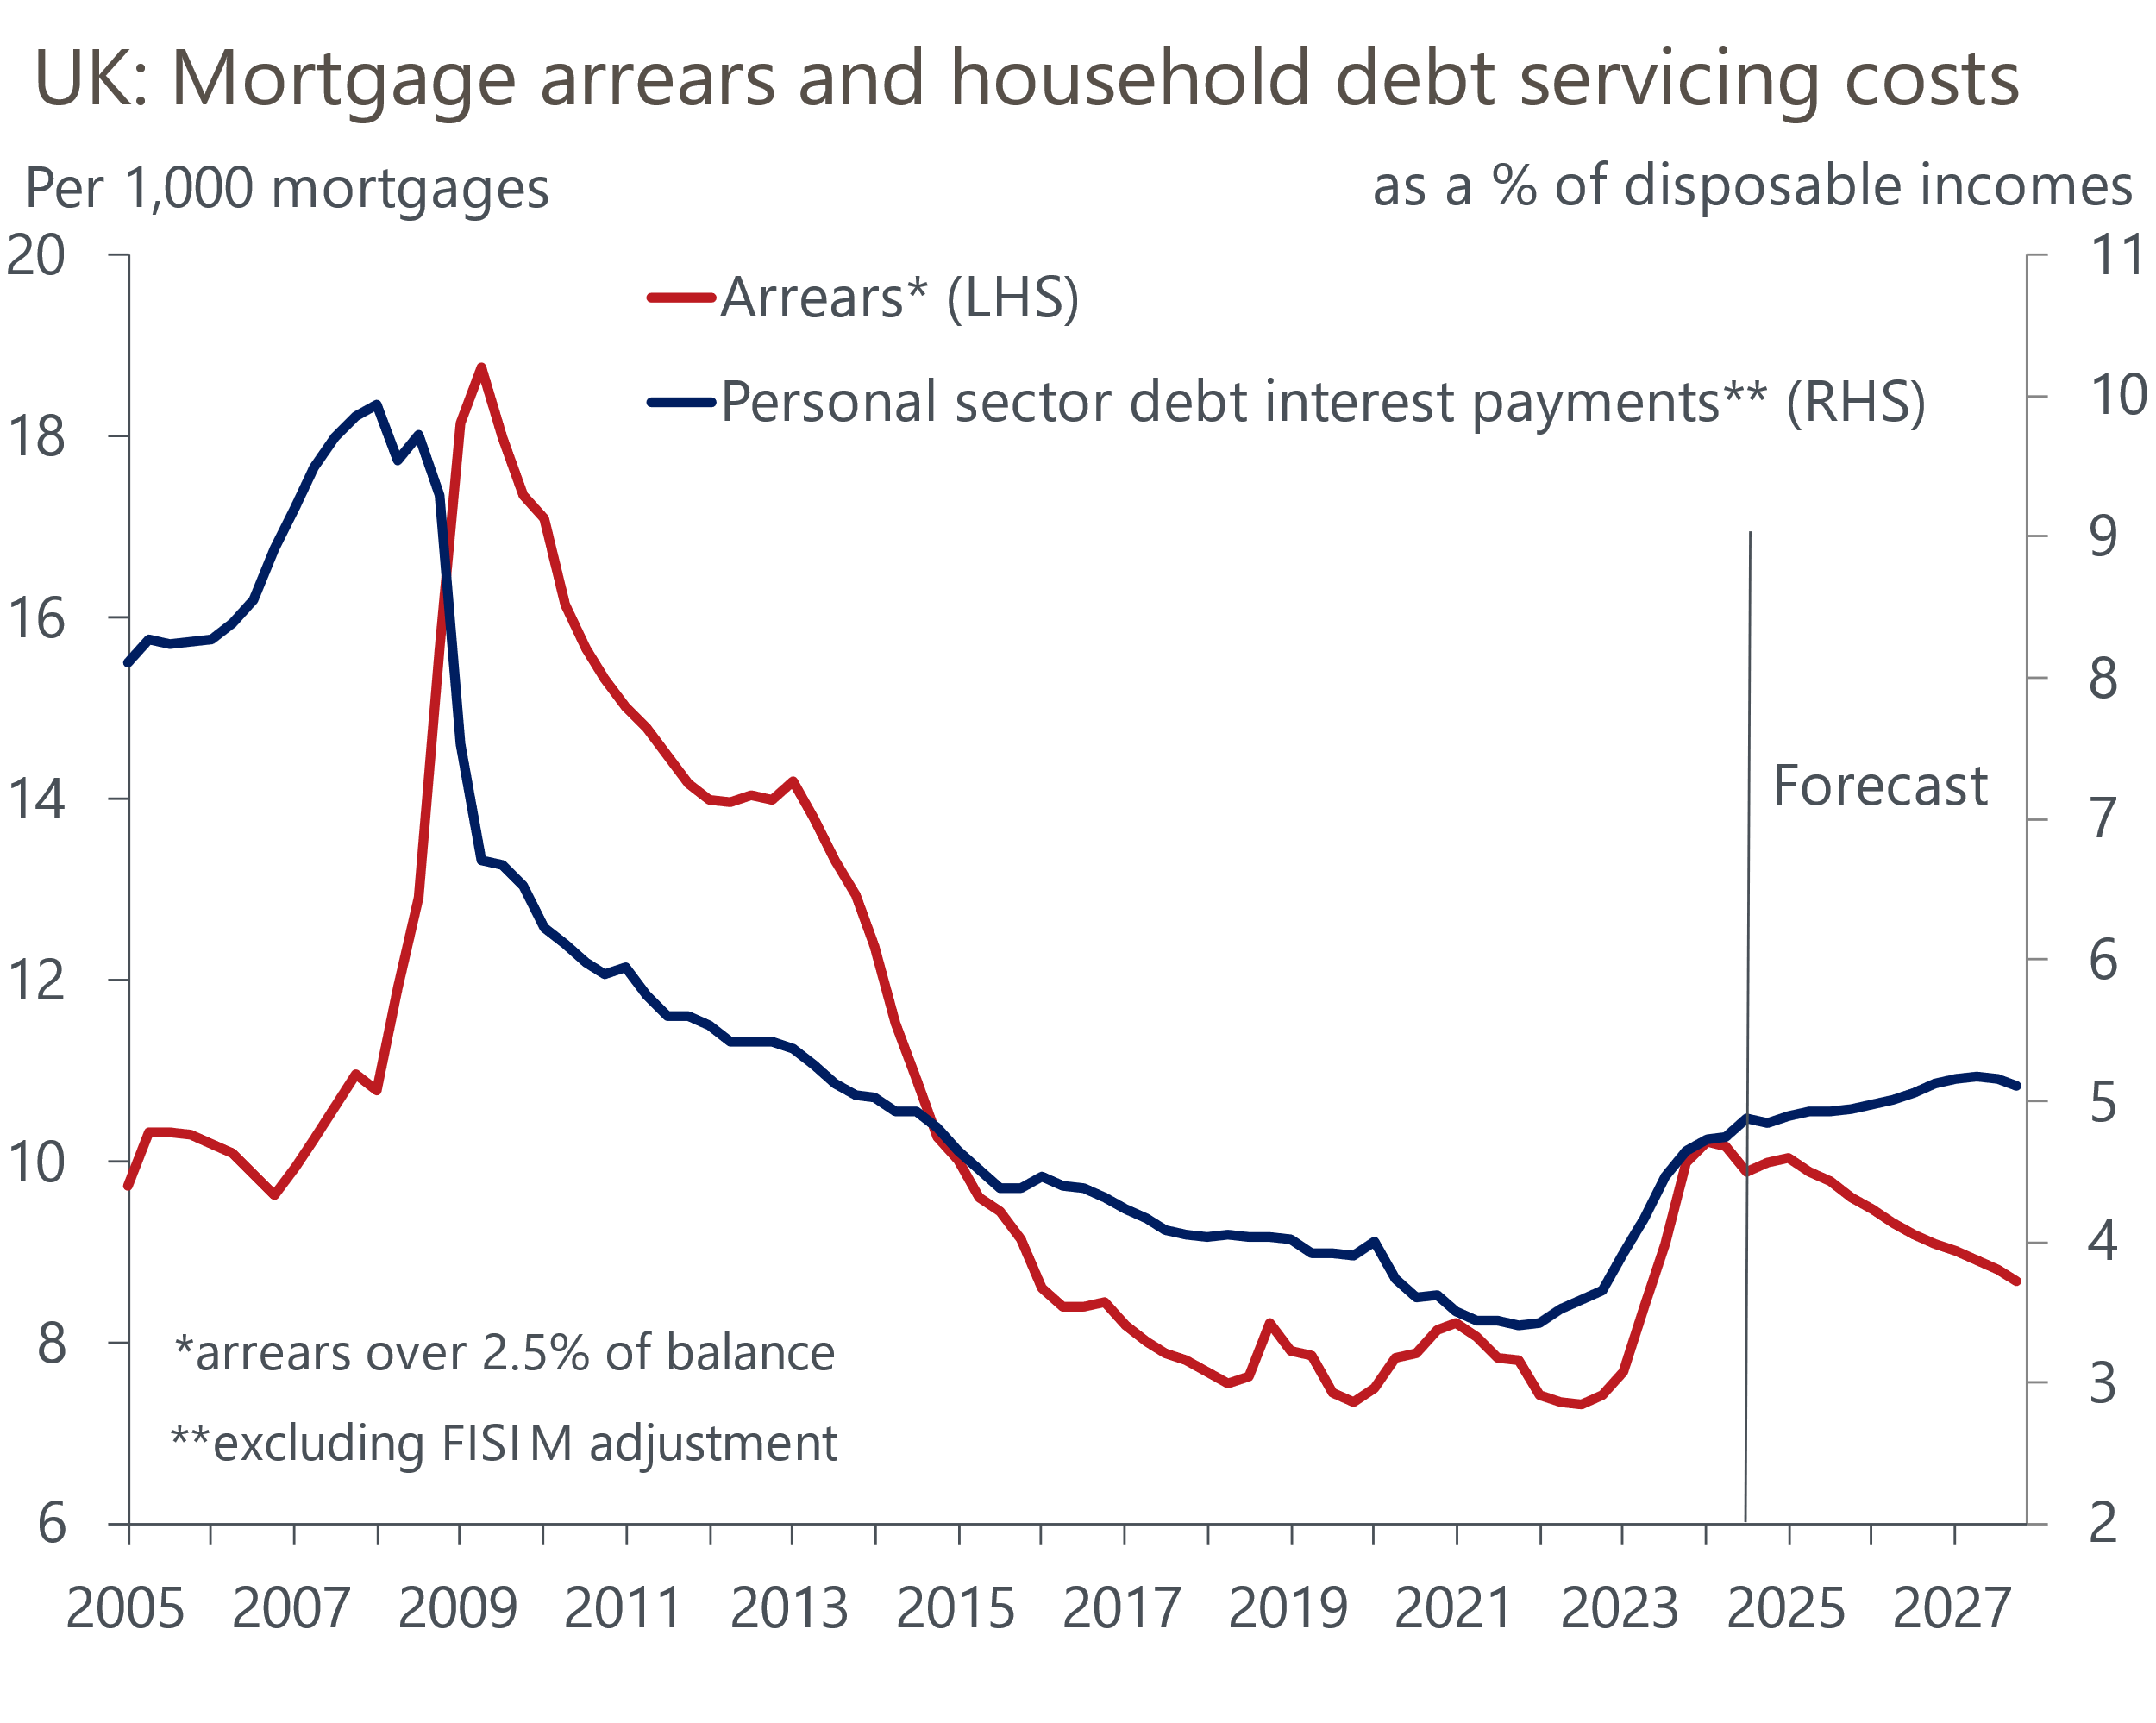 UK: Mortgage arrears and household debt servicing costs
Per 1,000 mortgages
as a % of disposable incomes
20
18
16
14
12
10
8
6
Arrears* (LHS)
Personal sector debt interest payments** (RHS)
Forecast
*arrears over 2.5% of balance
**excluding FISIM adjustment
11
10
9
8
7
6
5
4
3
2
2005 2007 2009 2011 2013 2015 2017 2019 2021 2023 2025 2027